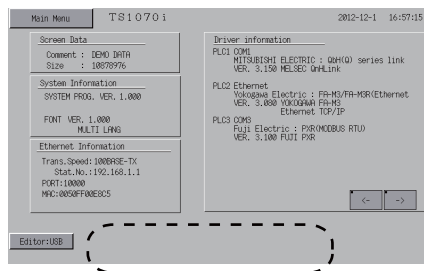 Main Menu
TS1070i
2012-12-1 16:57:15
Screen Data
Comment : DEMO DATA
Size : 10878976
System Information
SYSTEM PROG. VER. 1.000
FONT VER. 1.000
MULTI LANG
Ethernet Information
Trans.Speed:100BASE-TX
Stat.No.:192.168.1.1
PORT:10000
MAC:0050FF00E8C5
Driver information
PLC1 COM1
MITSUBISHI ELECTRIC : QbH(Q) series link
VER. 3.150 MELSEC QnHLink
PLC2 Ethernet
Yokogawa Electric : FA-M3/FA-M3R(Ethernet
VER. 3.080 YOKOGAWA FA-M3
Ethernet TCP/IP
PLC3 COM3
Fuji Electric : PXR(MODBUS RTU)
VER. 3.100 FUJI PXR
<- ->
Editor:USB